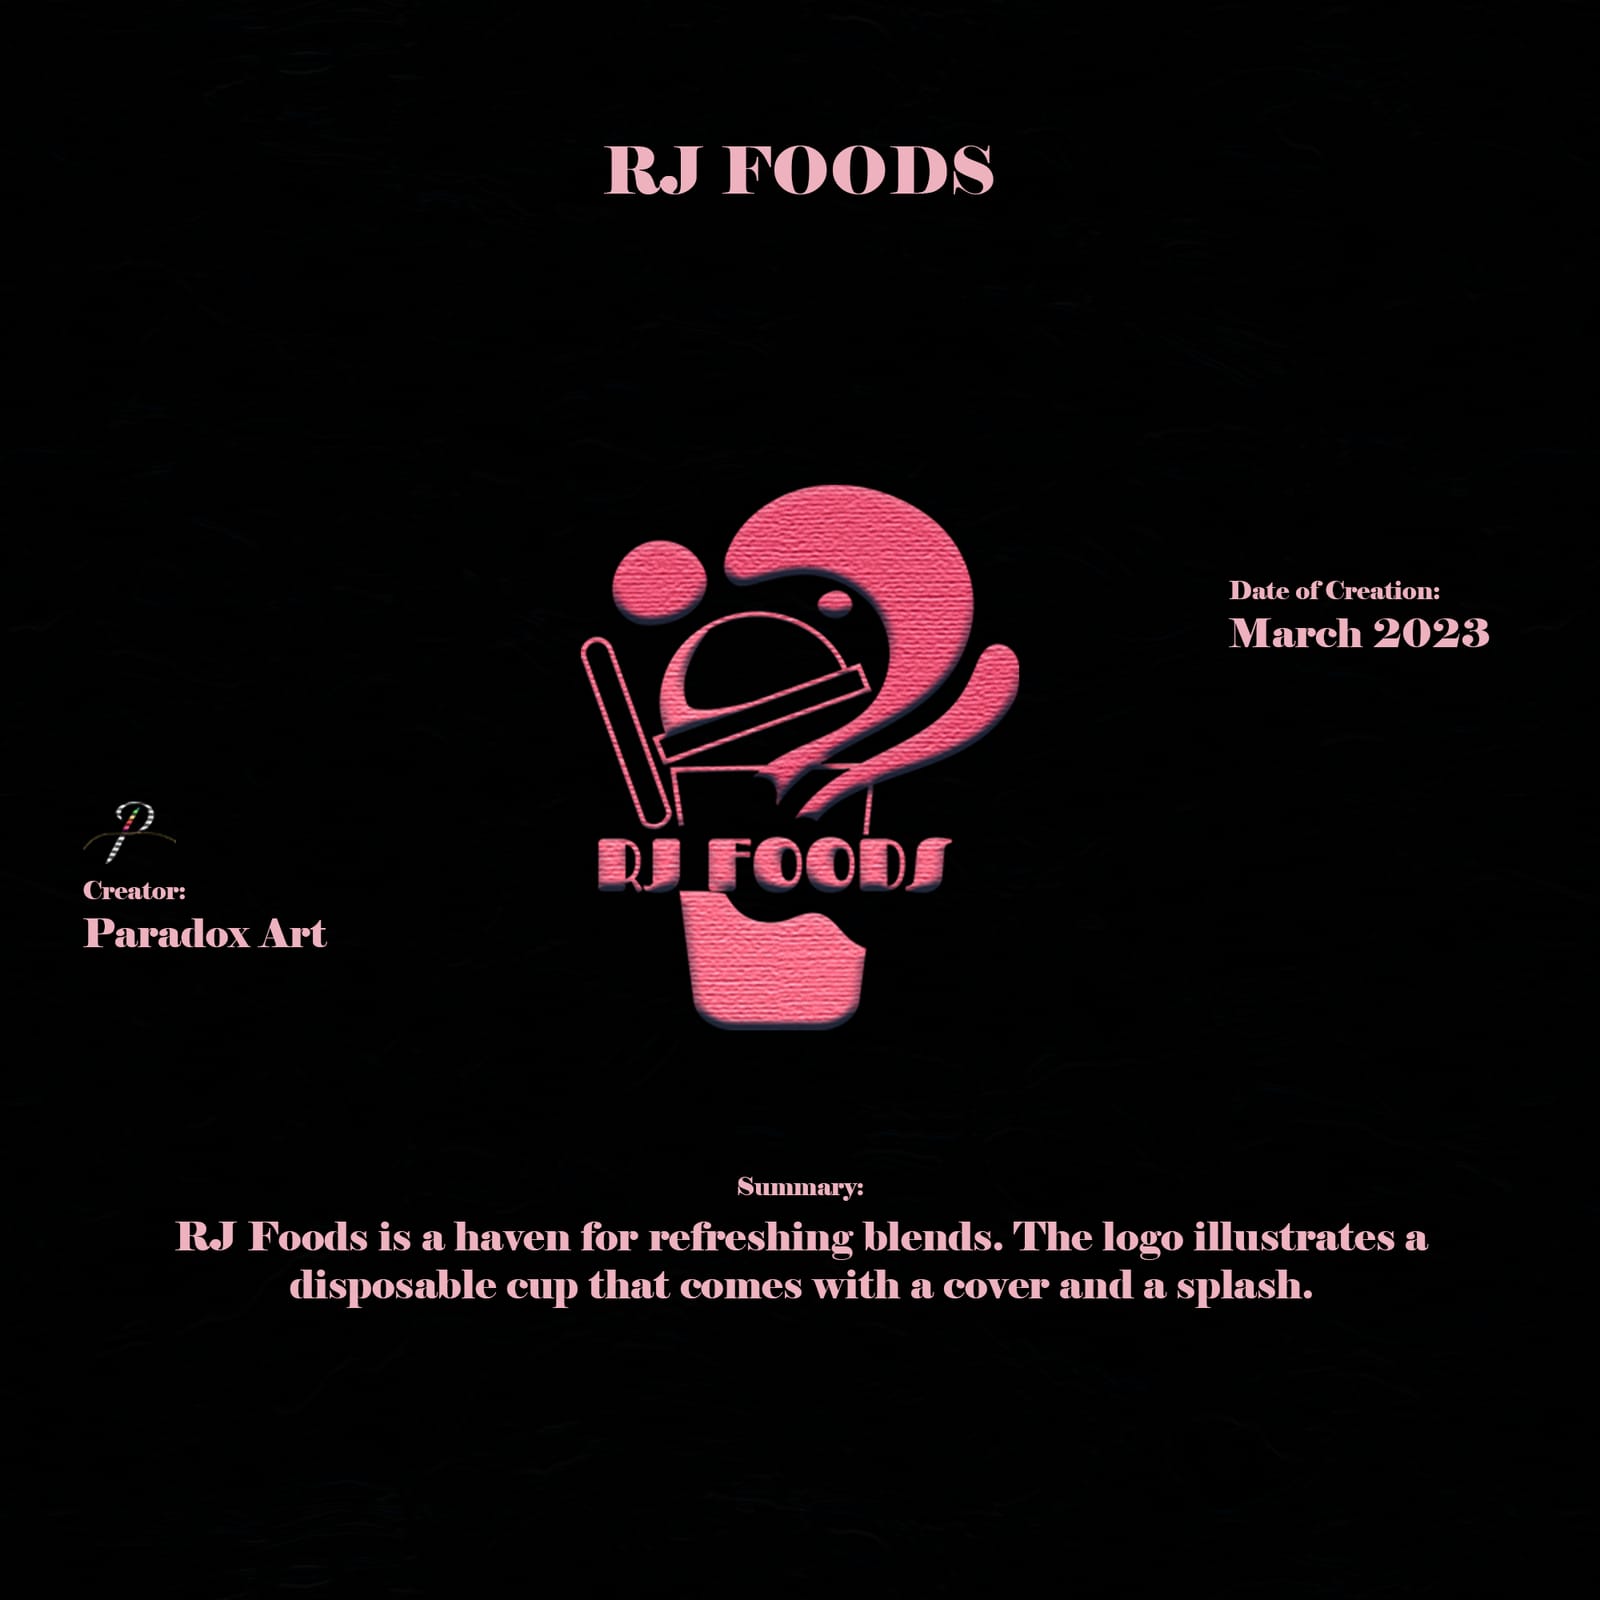 RJ FOODS
Date of Creation:
March 2023
P
Creator:
Paradox Art
RJ FOODS
Summary:
RJ Foods is a haven for refreshing blends. The logo illustrates a
disposable cup that comes with a cover and a splash.